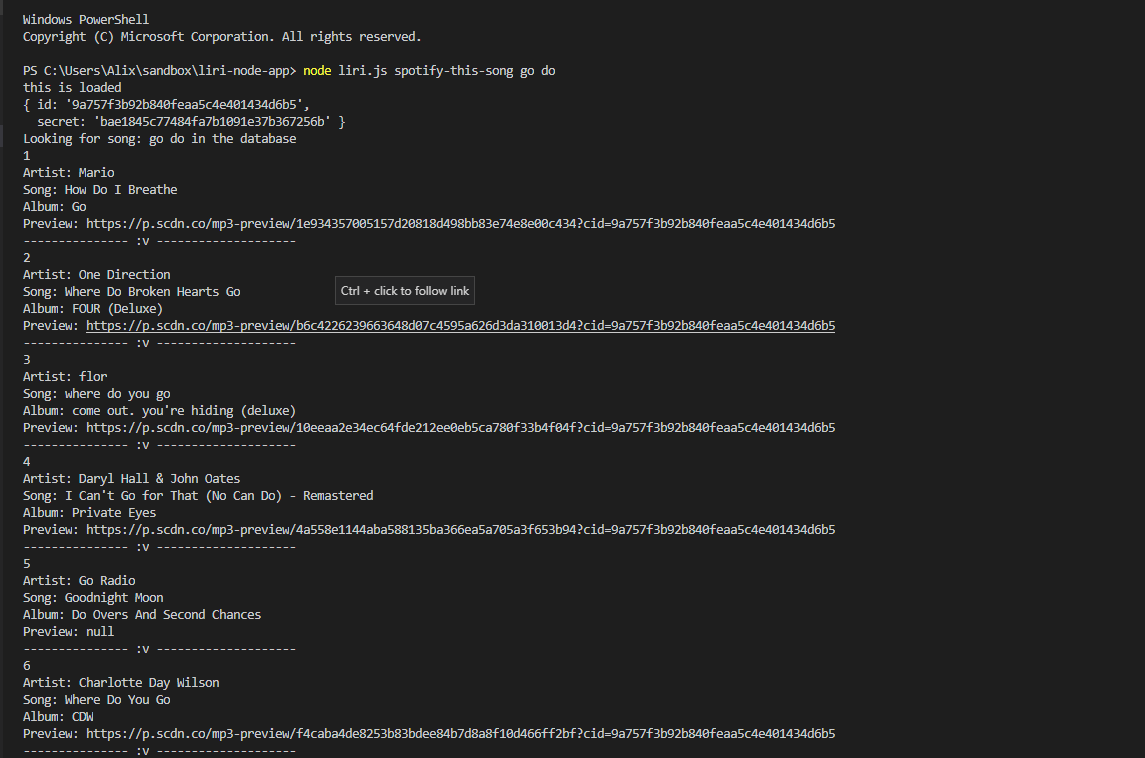 Windows PowerShell
Copyright (C) Microsoft Corporation. All rights reserved.
PS C:\Users\Alix\sandbox\liri-node-app> node liri.js spotify-this-song go do
this is loaded
{ id: '9a757f3b92b840feaa5c4e401434d6b5',
  secret: 'bae1845c77484fa7b1091e37b367256b' }
Looking for song: go do in the database
1
Artist: Mario
Song: How Do I Breathe
Album: Go
Preview: https://p.scdn.co/mp3-preview/1e934357005157d20818d498bb83e74e8e00c434?cid=9a757f3b92b840feaa5c4e401434d6b5
--------------- :v --------------------
2
Artist: One Direction
Song: Where Do Broken Hearts Go
Ctrl + click to follow link
Album: FOUR (Deluxe)
Preview: https://p.scdn.co/mp3-preview/b6c4226239663648d07c4595a626d3da310013d4?cid=9a757f3b92b840feaa5c4e401434d6b5
--------------- :v --------------------
3
Artist: flor
Song: where do you go
Album: come out. you're hiding (deluxe)
Preview: https://p.scdn.co/mp3-preview/10eeaa2e34ec64fde212ee0eb5ca780f33b4f04f?cid=9a757f3b92b840feaa5c4e401434d6b5
--------------- :v --------------------
4
Artist: Daryl Hall & John Oates
Song: I Can't Go for That (No Can Do) - Remastered
Album: Private Eyes
Preview: https://p.scdn.co/mp3-preview/4a558e1144aba588135ba366ea5a705a3f653b94?cid=9a757f3b92b840feaa5c4e401434d6b5
--------------- :v --------------------
5
Artist: Go Radio
Song: Goodnight Moon
Album: Do Overs And Second Chances
Preview: null
--------------- :v --------------------
6
Artist: Charlotte Day Wilson
Song: Where Do You Go
Album: CDW
Preview: https://p.scdn.co/mp3-preview/f4caba4de8253b83bdee84b7d8a8f10d466ff2bf?cid=9a757f3b92b840feaa5c4e401434d6b5
--------------- :v --------------------